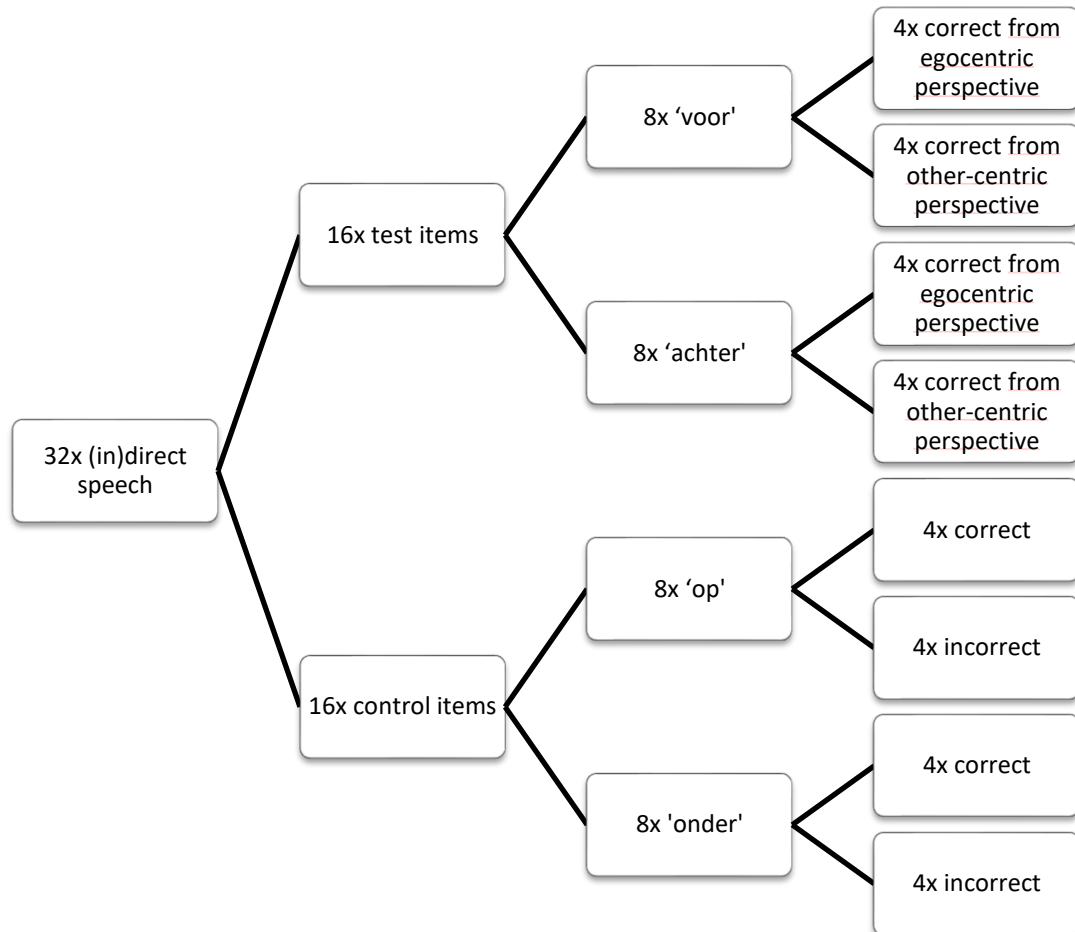 4x correct from
egocentric
perspective
8x ‘voor'
4x correct from
other-centric
perspective
16x test items
4x correct from
egocentric
perspective
8x ‘achter'
4x correct from
other-centric
perspective
32x (in)direct
speech
4x correct
8x ‘op'
4x incorrect
16x control items
4x correct
8x 'onder'
4x incorrect